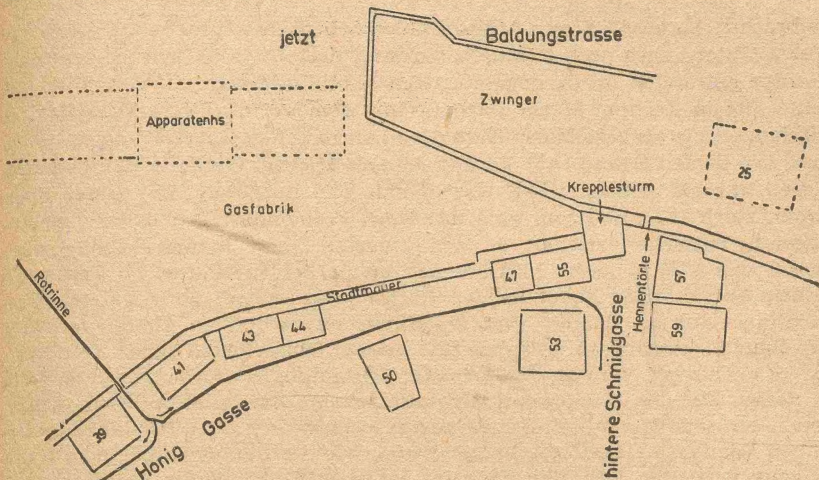 jetzt
Baldungstrasse
Zwinger
Apparatenhs
25
Krepplesturm
Gasfabrik
Rotrinne
Stadtmauer
47
55
Hennentörle
57
43
44
59
41
53
50
hintere Schmidgasse
39
Honig Gasse